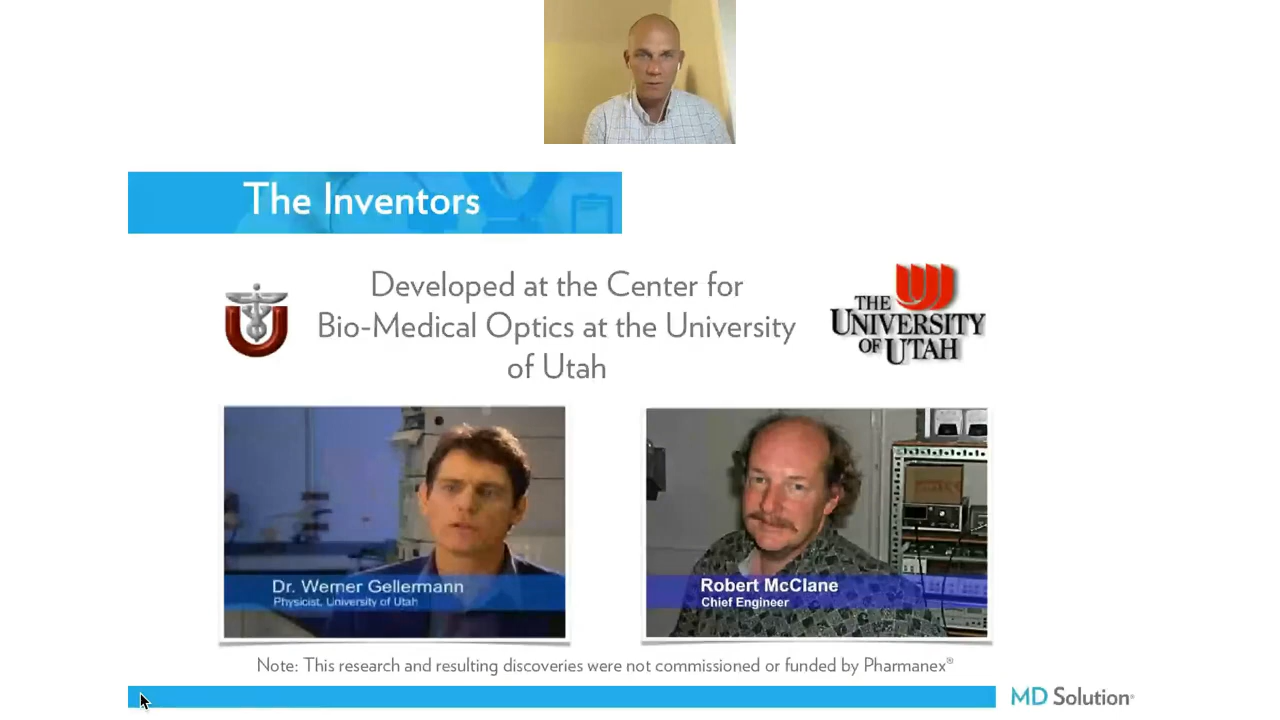 The Inventors
Developed at the Center for
Bio-Medical Optics at the University
of Utah
THE
UNIVERSITY
OF UTAH
Dr. Werner Gellermann
Physicist, University of Utah
Robert McClane
Chief Engineer
Note: This research and resulting discoveries were not commissioned or funded by Pharmanex®
MD Solution®